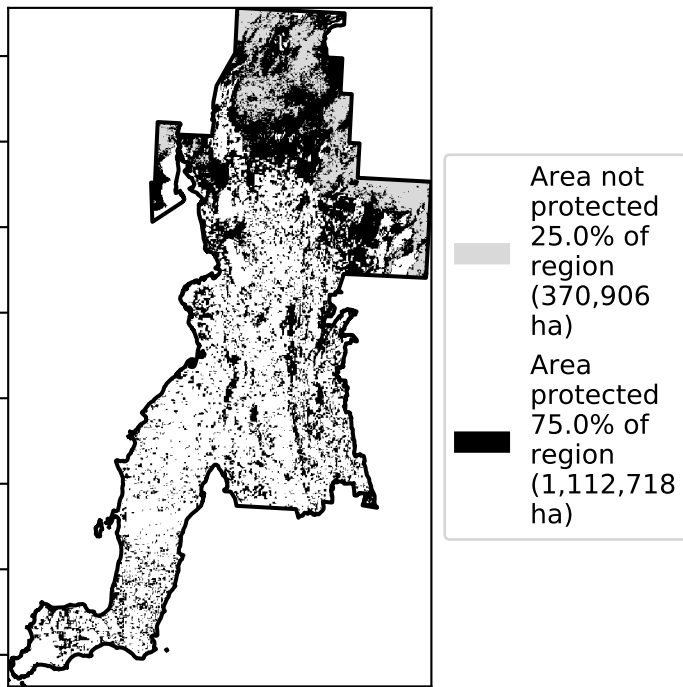 Area not
protected
25.0% of
region
(370,906
ha)
Area
protected
75.0% of
region
(1,112,718
ha)